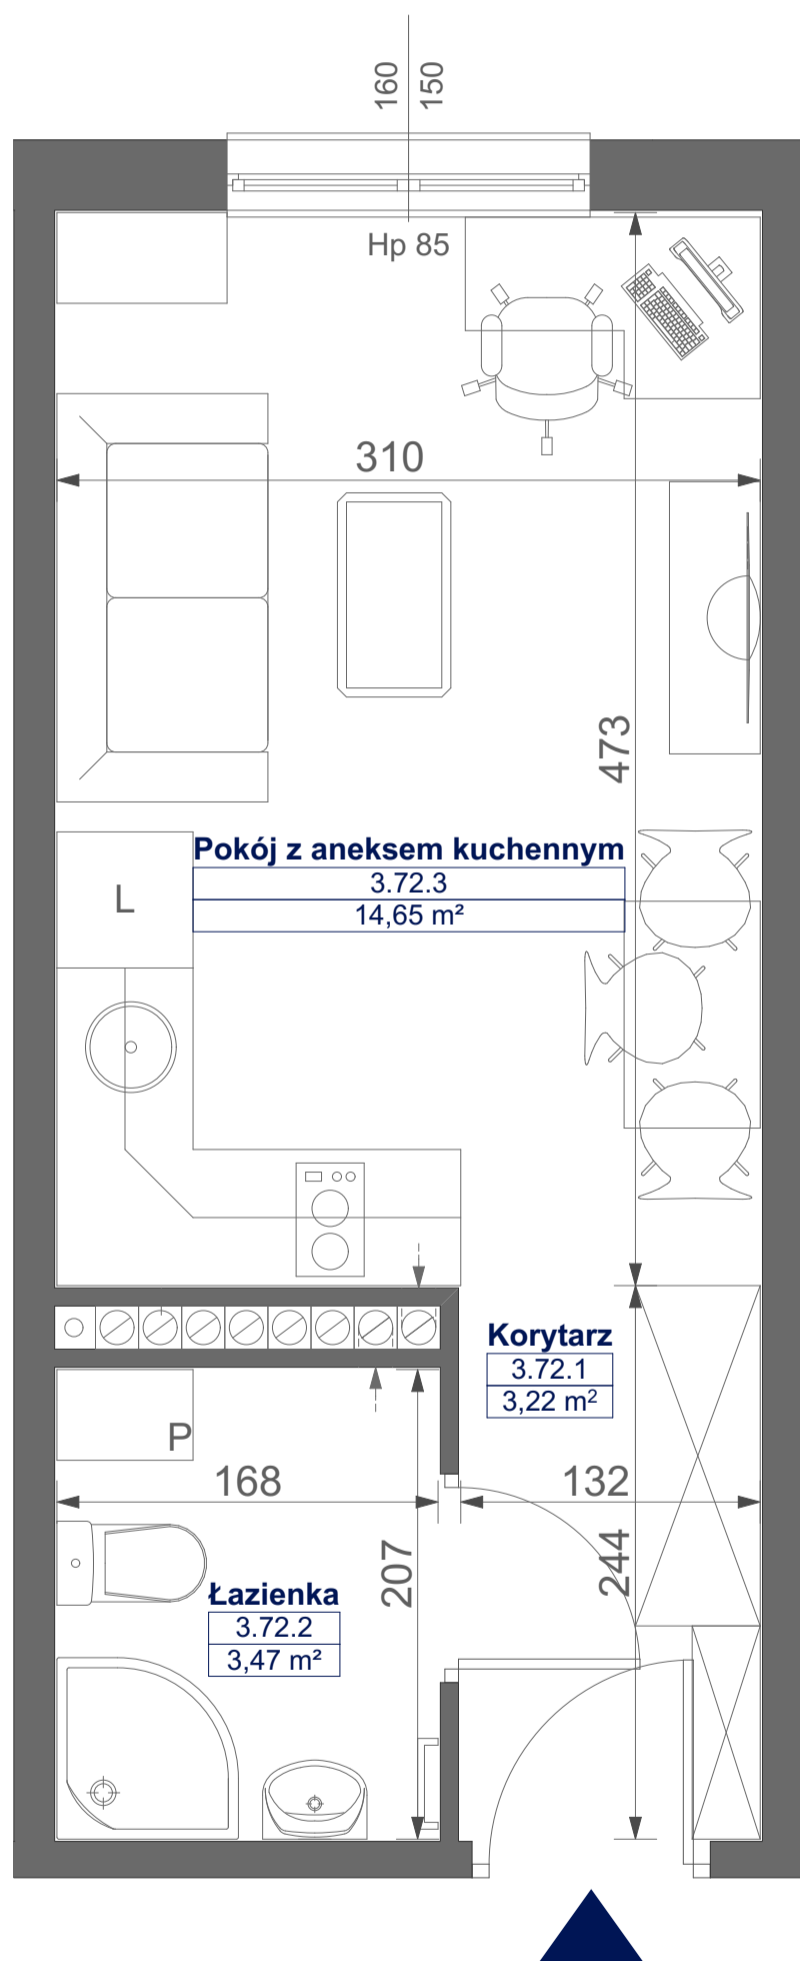 160
150
Hp 85
310
473
Pokój z aneksem kuchennym
3.72.3
14,65 m²
L
Korytarz
3.72.1
3,22 m²
P
168
132
207
244
Łazienka
3.72.2
3,47 m²